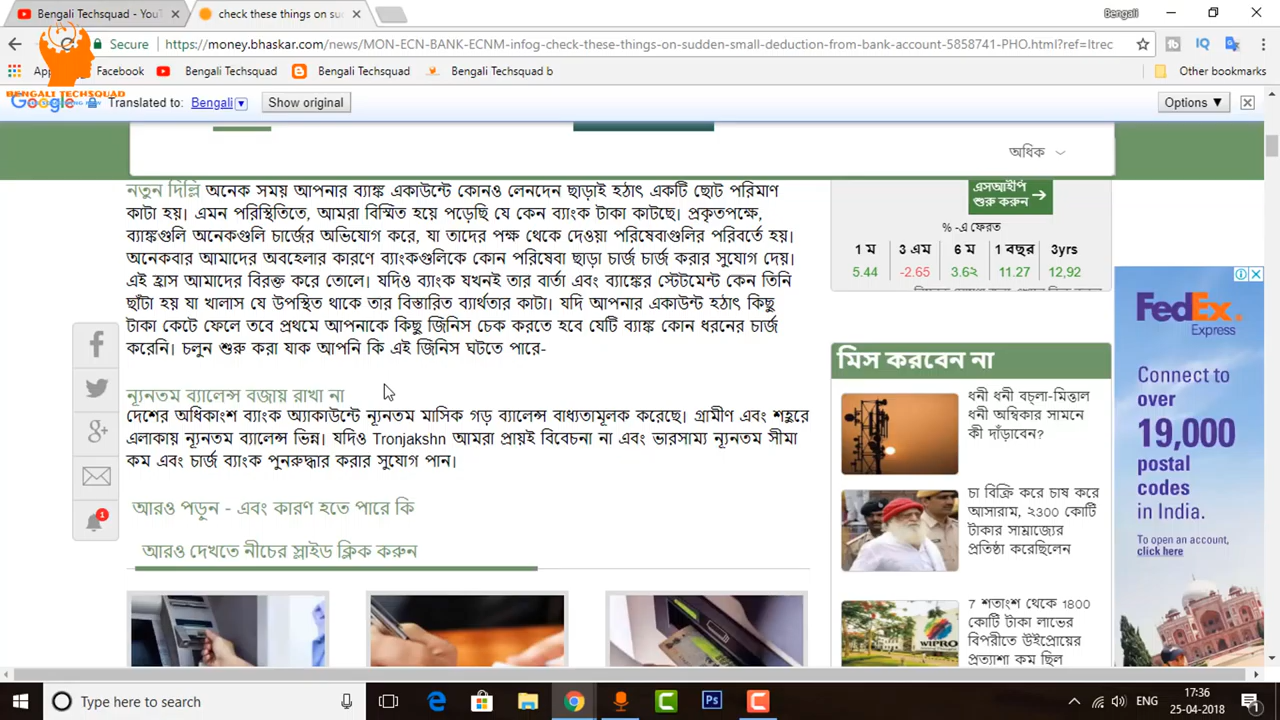 Bengali Techsquad - YouT
check these things on sud
Bengali
Secure
https://money.bhaskar.com/news/MON-ECN-BANK-ECNM-infog-check-these-things-on-sudden-small-deduction-from-bank-account-5858741-PHO.html?ref=ltrec
App
Facebook
Bengali Techsquad
Bengali Techsquad
Bengali Techsquad b
Other bookmarks
BENGALI TECHSQUAD
Google
Translated to:
Bengali
Show original
Options ▼
অধিক
নতুন দিল্লি অনেক সময় আপনার ব্যাঙ্ক একাউন্টে কোনও লেনদেন ছাড়াই হঠাৎ একটি ছোট পরিমাণ
কাটা হয়। এমন পরিস্থিতিতে, আমরা বিস্মিত হয়ে পড়েছি যে কেন ব্যাংক টাকা কাটছে। প্রকৃতপক্ষে,
ব্যাঙ্কগুলি অনেকগুলি চার্জের অভিযোগ করে, যা তাদের পক্ষ থেকে দেওয়া পরিষেবাগুলির পরিবর্তে হয়।
অনেকবার আমাদের অবহেলার কারণে ব্যাংকগুলিকে কোন পরিষেবা ছাড়া চার্জ চার্জ করার সুযোগ দেয়।
এই হ্রাস আমাদের বিরক্ত করে তোলে। যদিও ব্যাংক যখনই তার বার্তা এবং ব্যাঙ্কের স্টেটমেন্ট কেন তিনি
ছাঁটা হয় যা খালাস যে উপস্থিত থাকে তার বিস্তারিত ব্যার্থতার কাটা। যদি আপনার একাউন্ট হঠাৎ কিছু
টাকা কেটে ফেলে তবে প্রথমে আপনাকে কিছু জিনিস চেক করতে হবে যেটি ব্যাঙ্ক কোন ধরনের চার্জ
করেনি। চলুন শুরু করা যাক আপনি কি এই জিনিস ঘটতে পারে-
ন্যূনতম ব্যালেন্স বজায় রাখা না
দেশের অধিকাংশ ব্যাংক অ্যাকাউন্টে ন্যূনতম মাসিক গড় ব্যালেন্স বাধ্যতামূলক করেছে। গ্রামীণ এবং শহুরে
এলাকায় ন্যূনতম ব্যালেন্স ভিন্ন। যদিও Tronjakshn আমরা প্রায়ই বিবেচনা না এবং ভারসাম্য ন্যূনতম সীমা
কম এবং চার্জ ব্যাংক পুনরুদ্ধার করার সুযোগ পান।
আরও পড়ুন - এবং কারণ হতে পারে কি
আরও দেখতে নীচের স্লাইড ক্লিক করুন
1
এসআইপি
শুরু করুন
% -এ ফেরত
1 ম 3 এম 6 ম 1 বছর 3yrs
5.44 -2.65 3.6২ 11.27 12,92
মিস করবেন না
ধনী ধনী বচ্লা-মিত্তাল
ধনী অম্বিকার সামনে
কী দাঁড়াবেন?
চা বিক্রি করে চাষ করে
আসারাম, ২300 কোটি
টাকার সাম্রাজ্যের
প্রতিষ্ঠা করেছিলেন
7 শতাংশ থেকে 1800
কোটি টাকা লাভের
বিপরীতে উইপ্রোয়ের
প্রত্যাশা কম ছিল
WIPRO
FedEx
Express
Connect to
over
19,000
postal
codes
in India.
To open an account,
click here
Type here to search
ENG
17:36
25-04-2018
1